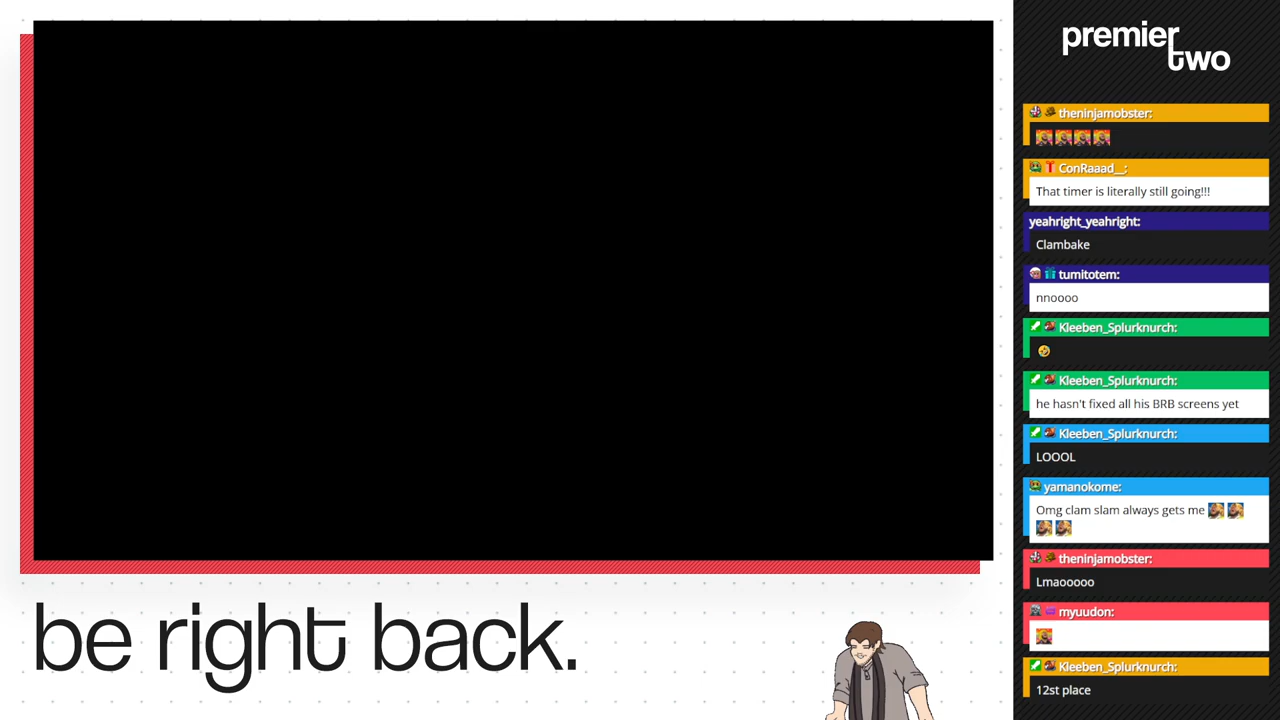 premier
two
theninjamobster:
ConRaaad__:
That timer is literally still going!!!
yeahright_yeahright:
Clambake
tumitotem:
nnoooo
Kleeben_Splurknurch:
Kleeben_Splurknurch:
he hasn't fixed all his BRB screens yet
Kleeben_Splurknurch:
LOOOL
yamanokome:
Omg clam slam always gets me
theninjamobster:
Lmaooooo
myuudon:
Kleeben_Splurknurch:
12st place
be right back.